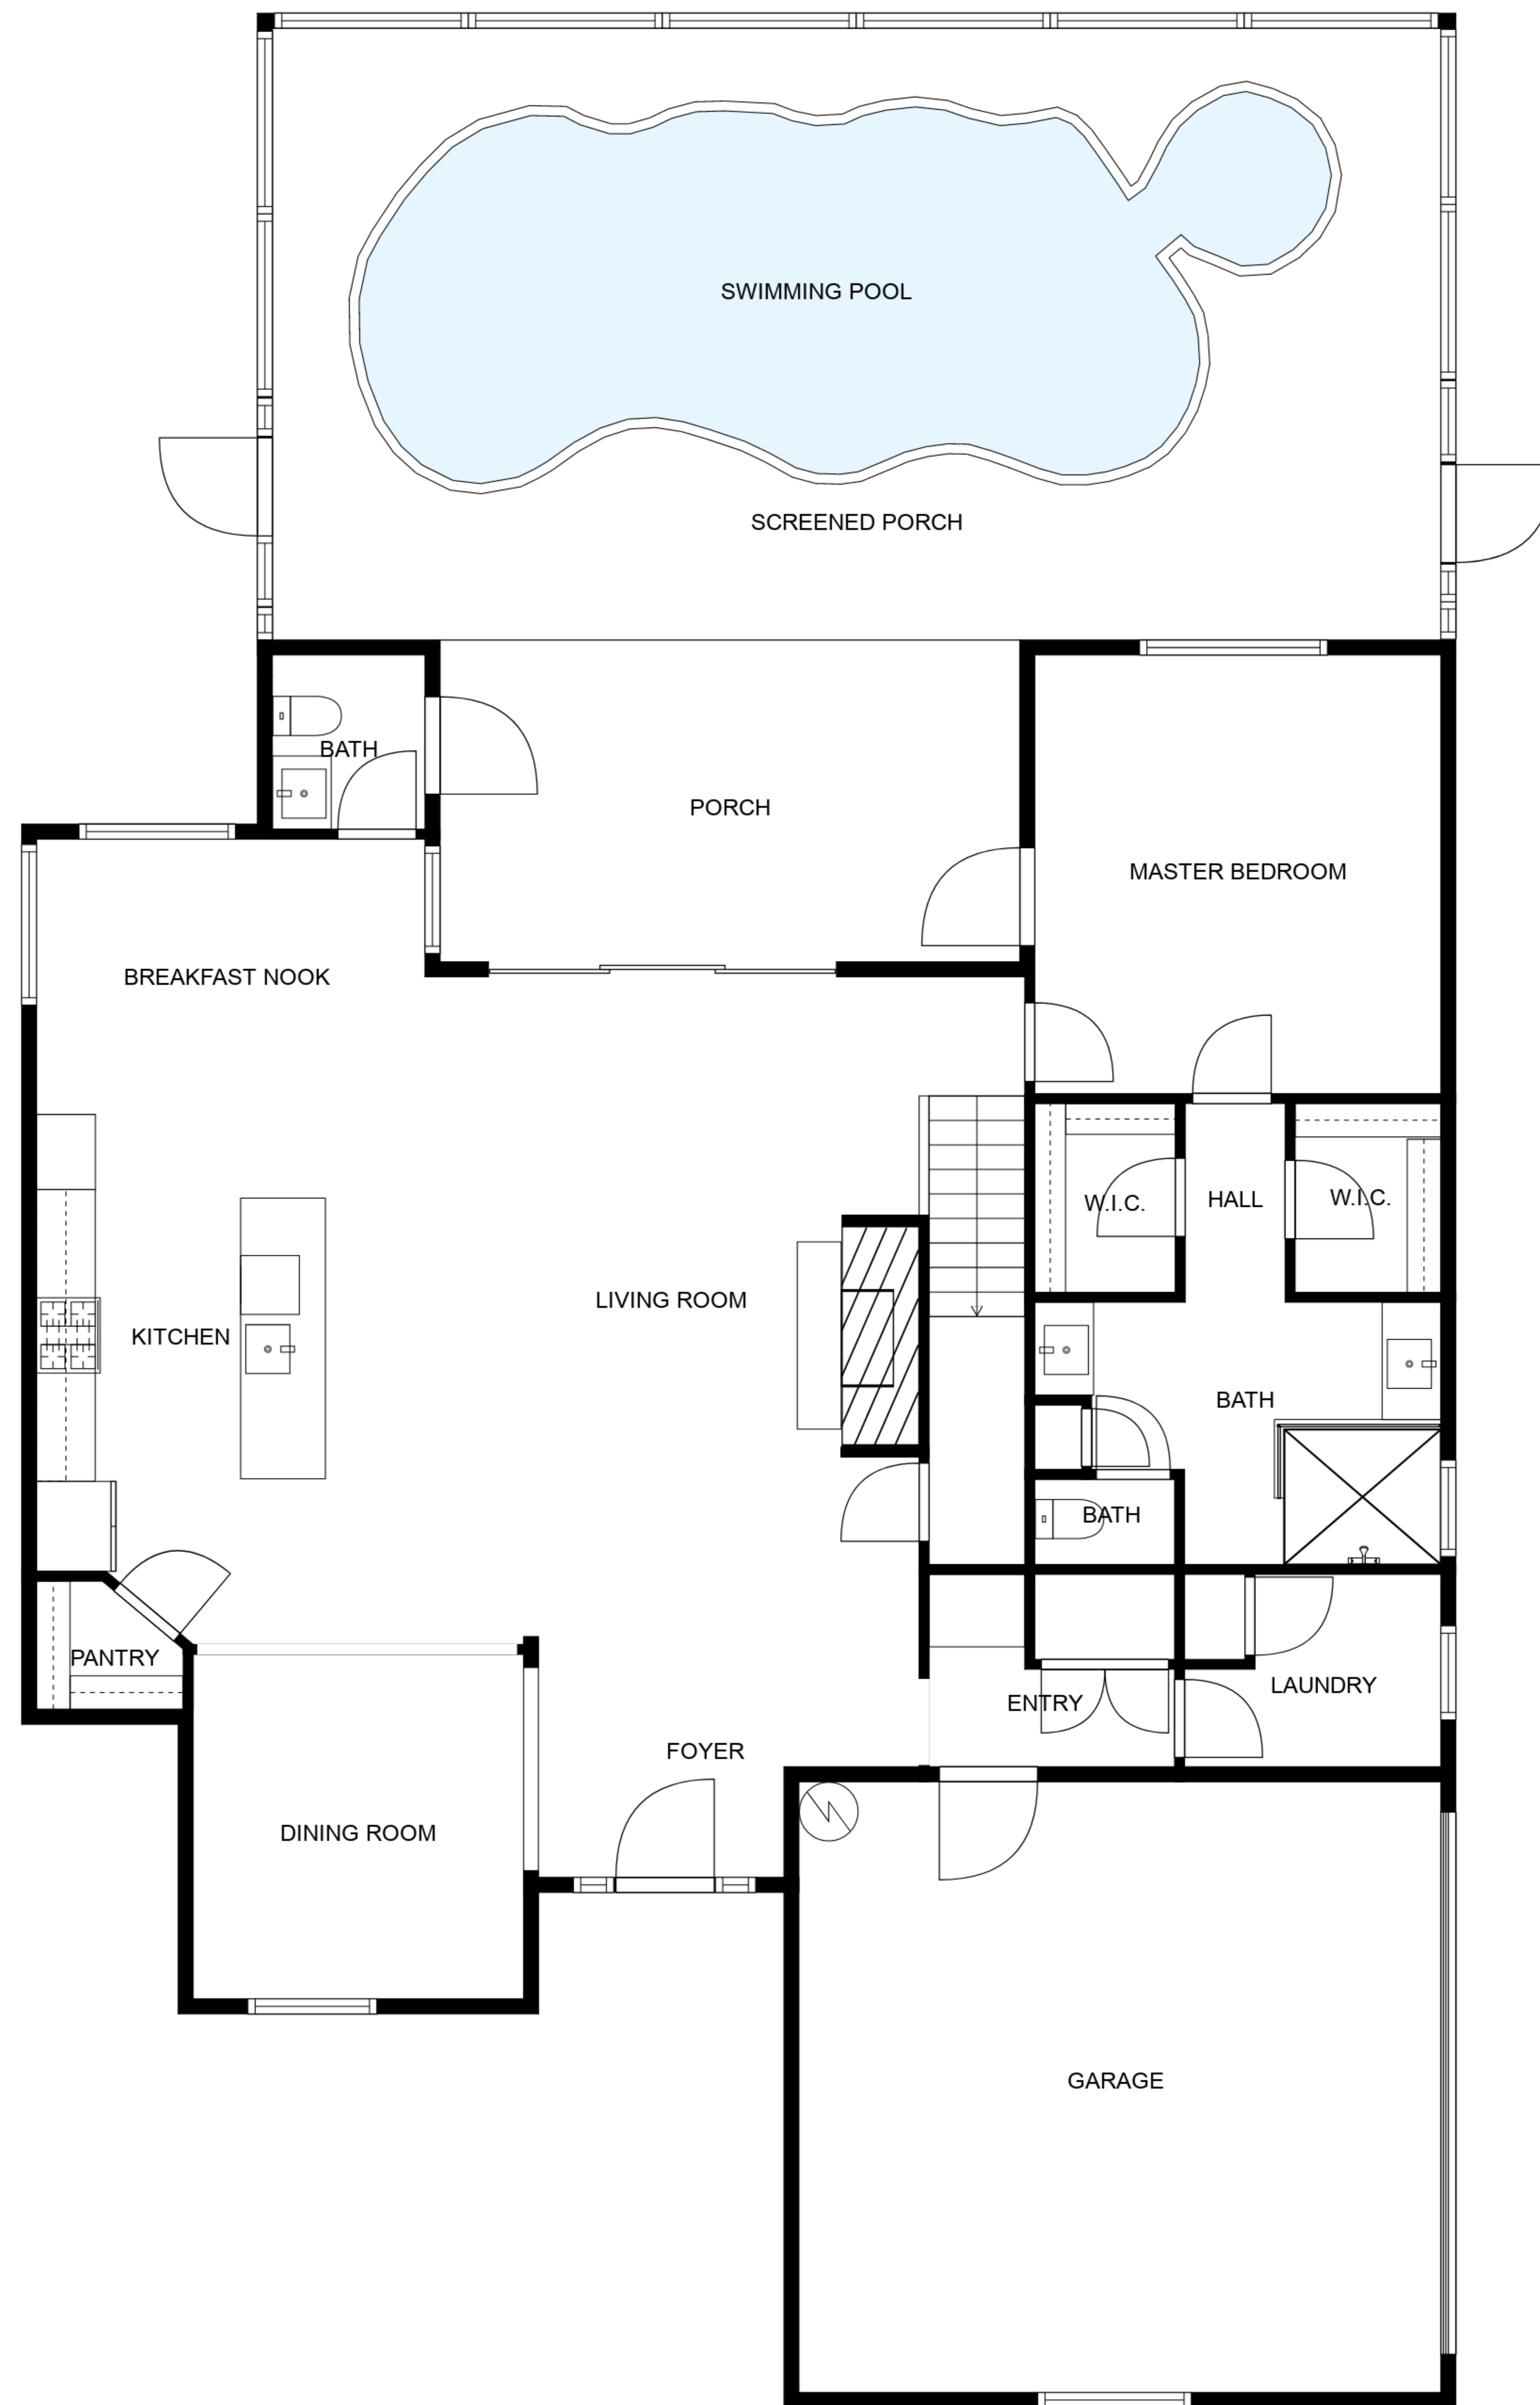 SWIMMING POOL
SCREENED PORCH
BATH
PORCH
MASTER BEDROOM
BREAKFAST NOOK
W.I.C.
HALL
W.I.C.
LIVING ROOM
KITCHEN
BATH
BATH
PANTRY
LAUNDRY
ENTRY
FOYER
DINING ROOM
GARAGE